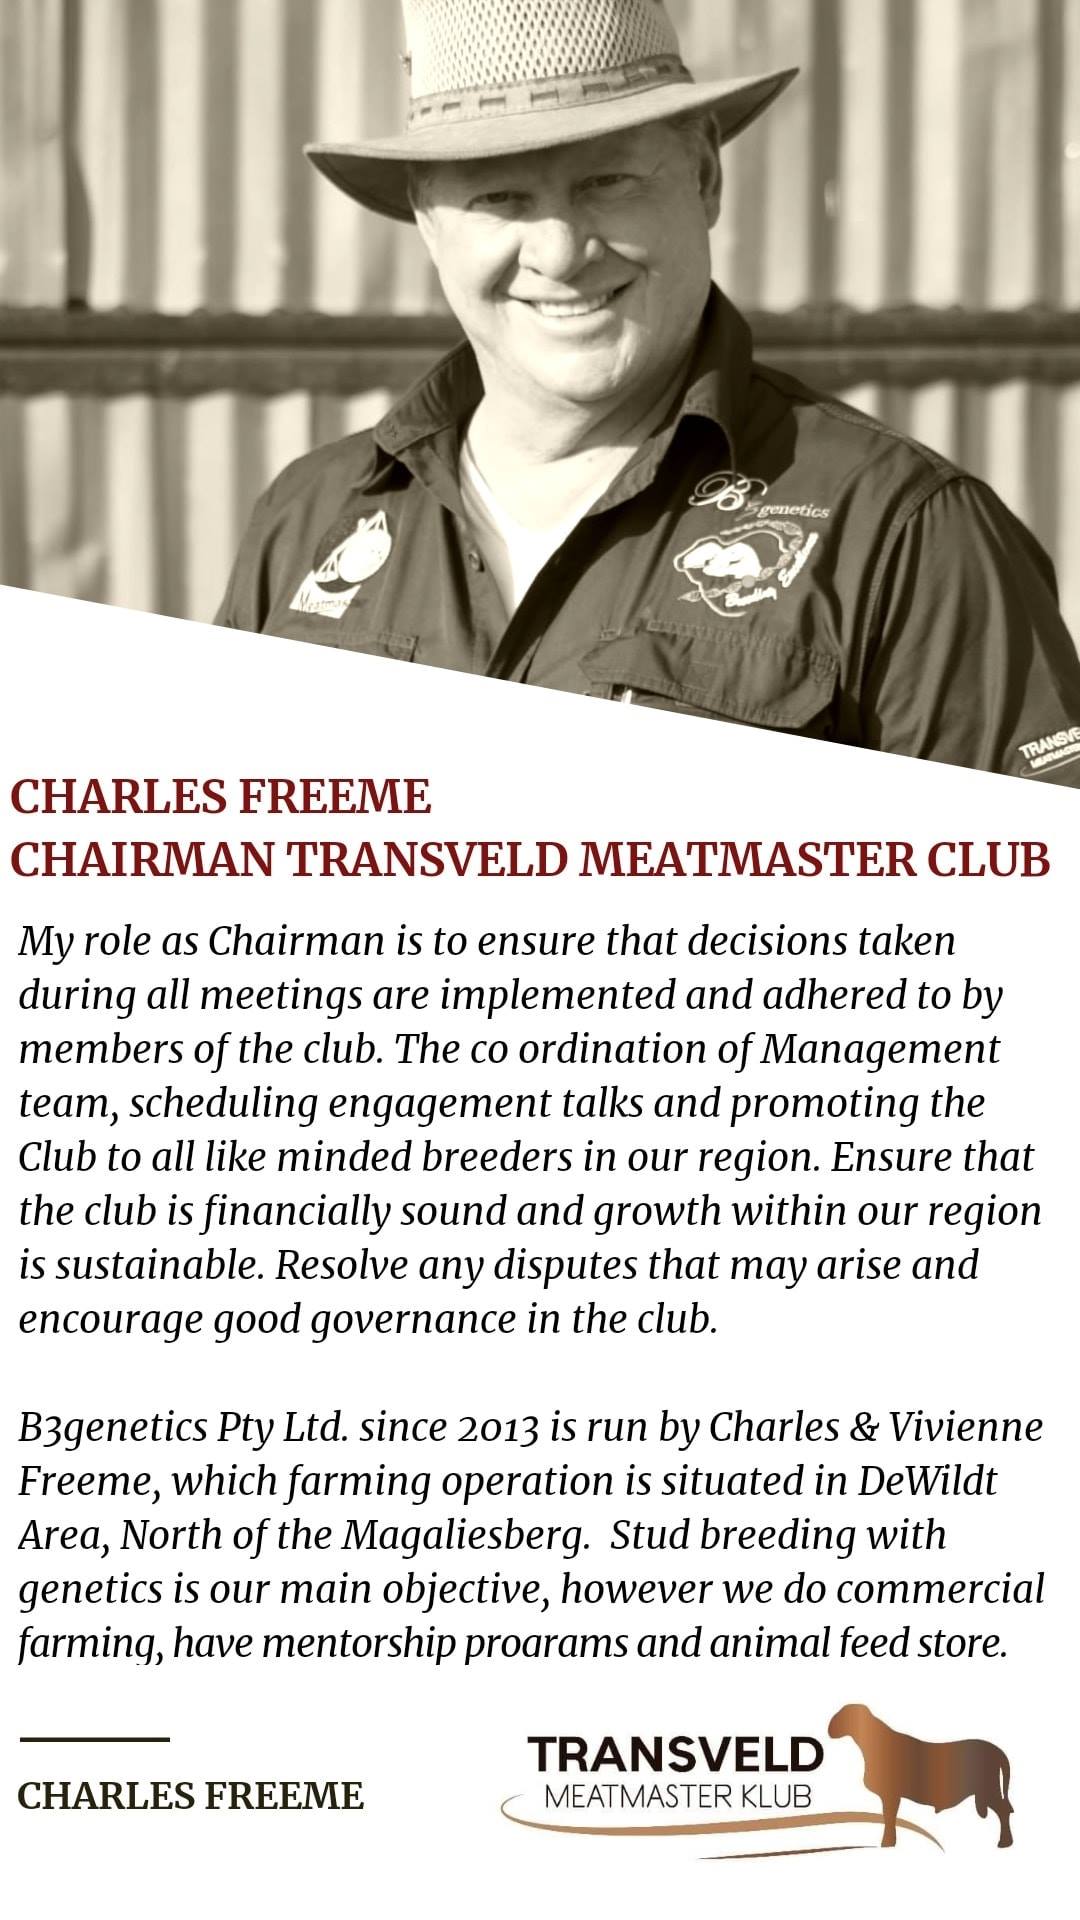 B3genetics
Meatmaster
TRANSVE
MEATMASTE
CHARLES FREEME
CHAIRMAN TRANSVELD MEATMASTER CLUB
My role as Chairman is to ensure that decisions taken
during all meetings are implemented and adhered to by
members of the club. The co ordination of Management
team, scheduling engagement talks and promoting the
Club to all like minded breeders in our region. Ensure that
the club is financially sound and growth within our region
is sustainable. Resolve any disputes that may arise and
encourage good governance in the club.
B3genetics Pty Ltd. since 2013 is run by Charles & Vivienne
Freeme, which farming operation is situated in DeWildt
Area, North of the Magaliesberg. Stud breeding with
genetics is our main objective, however we do commercial
farming, have mentorship programs and animal feed store.
CHARLES FREEME
TRANSVELD
MEATMASTER KLUB